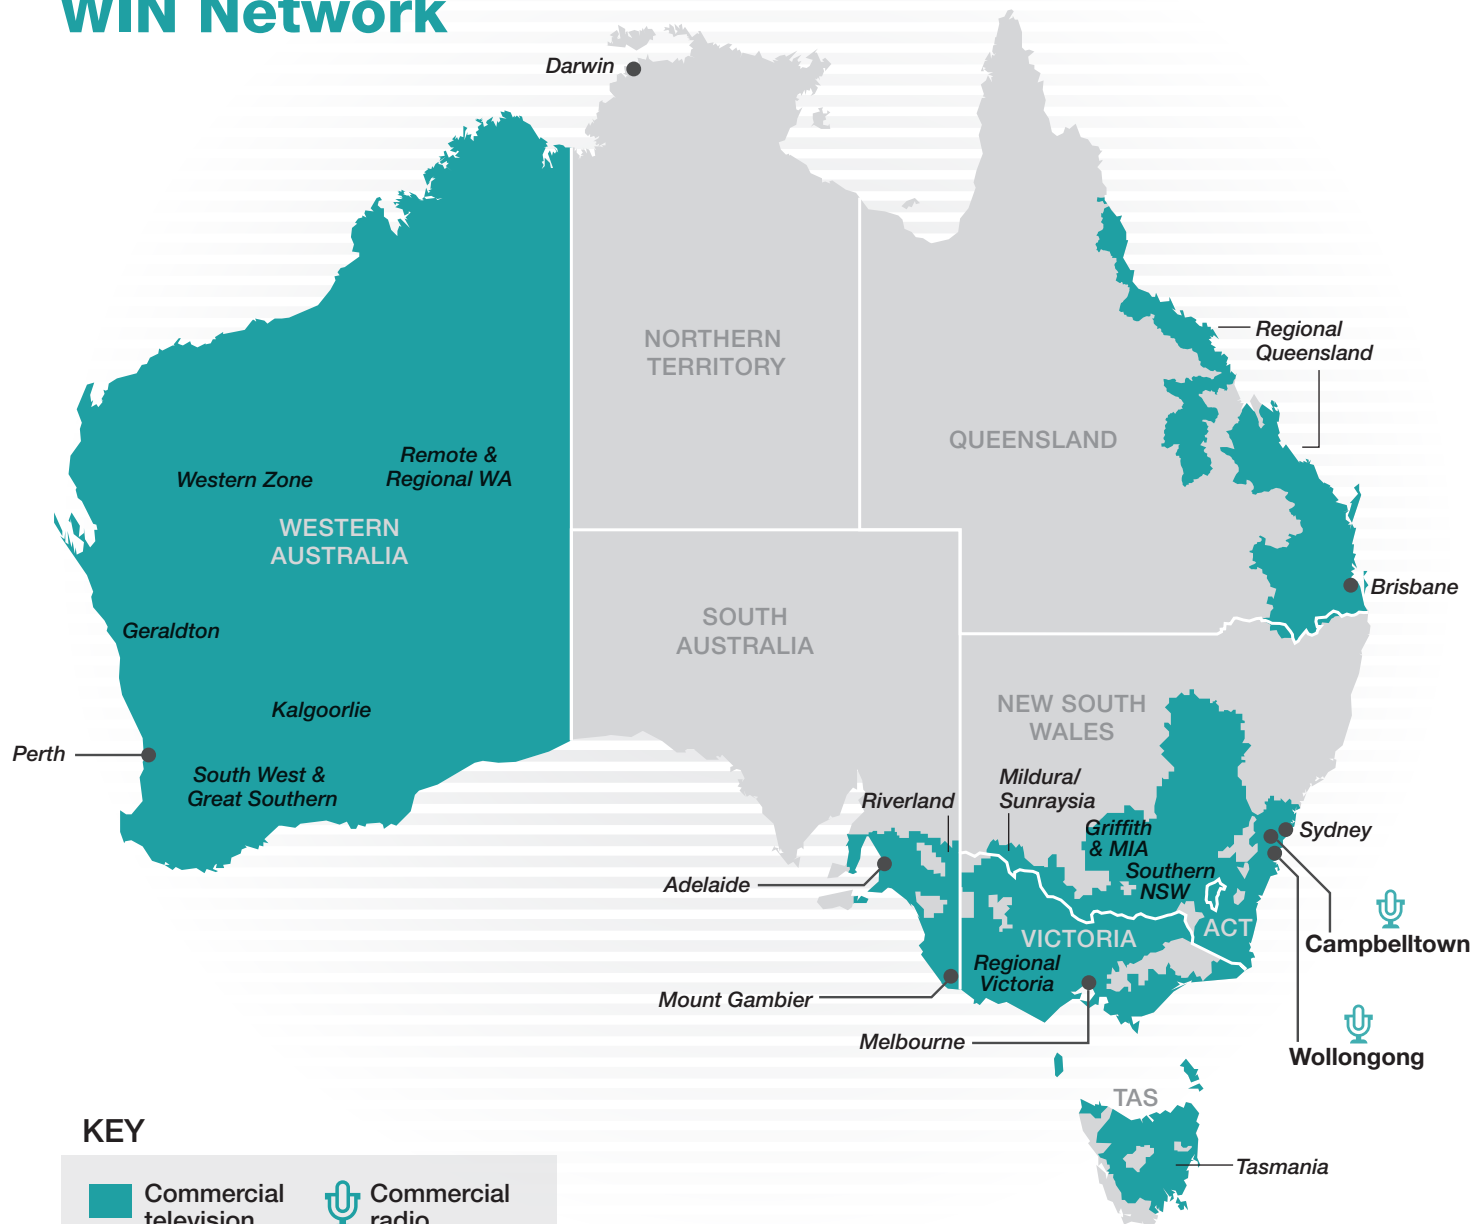 WIN Network
Darwin
NORTHERN
TERRITORY
Regional
Queensland
QUEENSLAND
Remote &
Regional WA
Western Zone
WESTERN
AUSTRALIA
Brisbane
SOUTH
AUSTRALIA
Geraldton
Kalgoorlie
NEW SOUTH
WALES
Perth
South West &
Great Southern
Mildura/
Sunraysia
Riverland
Griffith
& MIA
Sydney
Southern
NSW
Adelaide
ACT
VICTORIA
Campbelltown
Regional
Victoria
Mount Gambier
Melbourne
Wollongong
TAS
Tasmania
KEY
Commercial
television
Commercial
radio